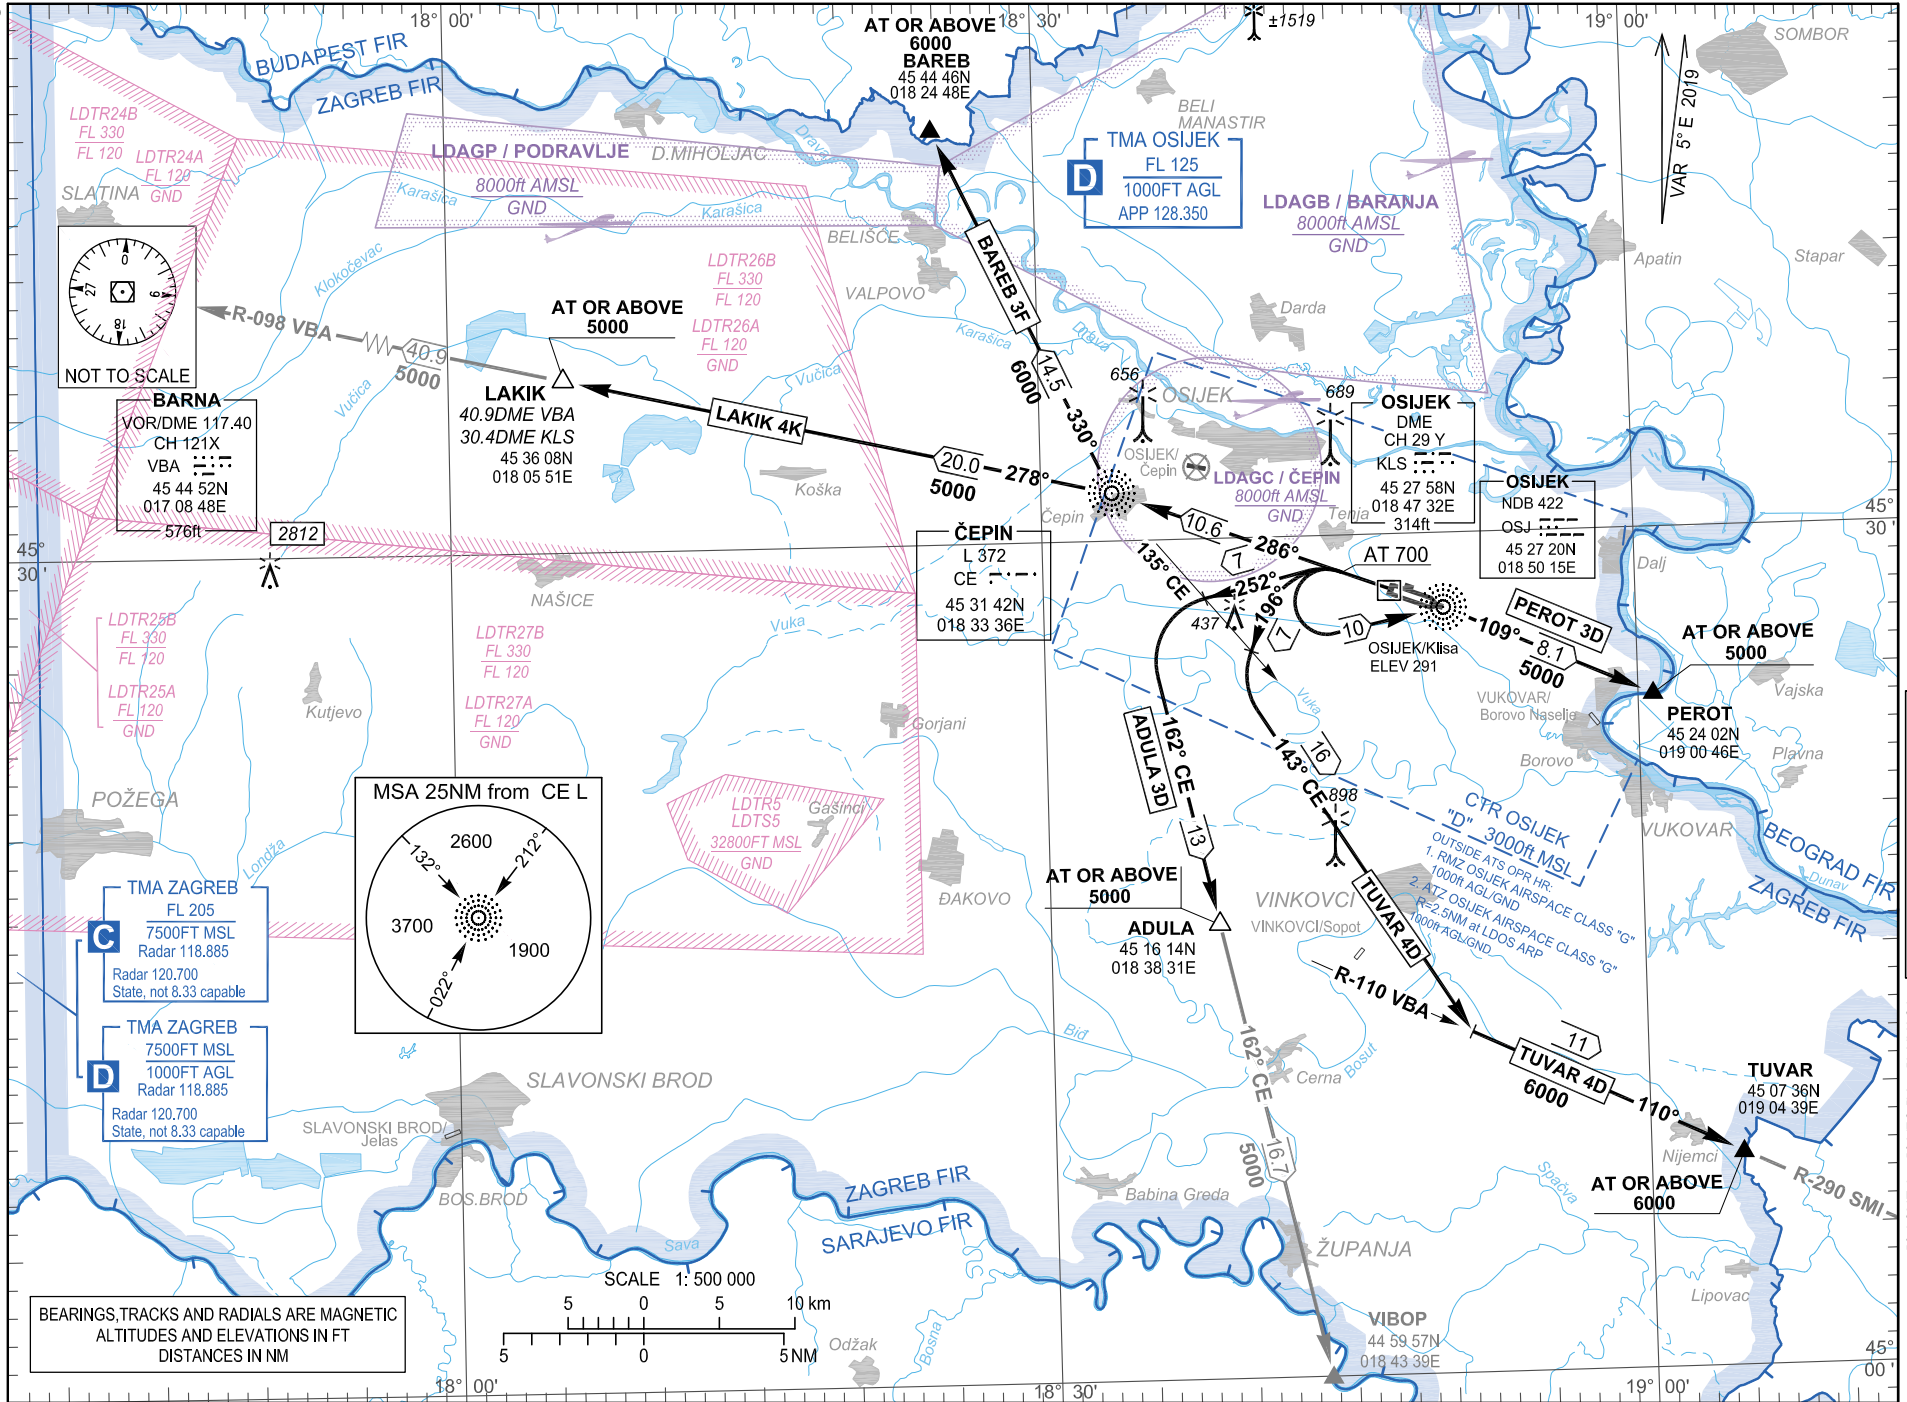 18° 00'
18° 30'
19° 00'
AT OR ABOVE
6000
BAREB
45 44 46N
018 24 48E
±1519
SOMBOR
BUDAPEST FIR
ZAGREB FIR
VAR 5° E 2019
BELI
MANASTIR
LDTR24B
FL 330
FL 120
LDTR24A
FL 120
GND
SLATINA
LDAGP / PODRAVLJE
8000ft AMSL
GND
D.MIHOLJAC
Drava
Karašica
Karašica
TMA OSIJEK
D
FL 125
1000FT AGL
APP 128.350
LDAGB / BARANJA
8000ft AMSL
GND
Apatin
Stapar
BELIŠĆE
VALPOVO
Klokočevac
0
9
18
27
NOT TO SCALE
R-098 VBA
40.9
5000
AT OR ABOVE
5000
LDTR26B
FL 330
FL 120
LDTR26A
FL 120
GND
BAREB 3F
14.5
6000
330°
Karašica
Drava
Darda
Vučica
Vučica
LAKIK
40.9DME VBA
30.4DME KLS
45 36 08N
018 05 51E
LAKIK 4K
20.0
278°
5000
BARNA
VOR/DME 117.40
CH 121X
VBA
45 44 52N
017 08 48E
576ft
656
OSIJEK
689
OSIJEK/
Čepin
LDAGC / ČEPIN
8000ft AMSL
GND
OSIJEK
DME
CH 29 Y
KLS
45 27 58N
018 47 32E
314ft
OSIJEK
NDB 422
OSJ
45 27 20N
018 50 15E
45°
30'
Koška
Čepin
Tenja
Dalj
2812
45°
30'
ČEPIN
L 372
CE
45 31 42N
018 33 36E
10.6
286°
7
AT 700
135° CE
252°
196°
7
437
10
OSIJEK/Klisa
ELEV 291
109°
8.1
5000
PEROT 3D
AT OR ABOVE
5000
NAŠICE
Vuka
Vuka
LDTR25B
FL 330
FL 120
LDTR25A
FL 120
GND
LDTR27B
FL 330
FL 120
LDTR27A
FL 120
GND
Kutjevo
Gorjani
VUKOVAR/
Borovo Naselje
Borovo
PEROT
45 24 02N
019 00 46E
Vajska
Plavna
ADULA 3D
162° CE
13
143° CE
16
898
POŽEGA
MSA 25NM from CE L
2600
132°
212°
3700
1900
022°
LDTR5
LDTS5
32800FT MSL
GND
Gašinci
CTR OSIJEK
"D" 3000ft MSL
OUTSIDE ATS OPR HR:
1. RMZ OSIJEK AIRSPACE CLASS "G"
1000ft AGL/GND
2. ATZ OSIJEK AIRSPACE CLASS "G"
R=2.5NM at LDOS ARP
1000ft AGL/GND
VUKOVAR
BEOGRAD FIR
ZAGREB FIR
Dunav
Londža
ĐAKOVO
AT OR ABOVE
5000
ADULA
45 16 14N
018 38 31E
VINKOVCI
VINKOVCI/Sopot
TUVAR 4D
R-110 VBA
TMA ZAGREB
C
FL 205
7500FT MSL
Radar 118.885
Radar 120.700
State, not 8.33 capable
TMA ZAGREB
D
7500FT MSL
1000FT AGL
Radar 118.885
Radar 120.700
State, not 8.33 capable
Biđ
162° CE
Cerna
Bosut
11
TUVAR 4D
6000
110°
TUVAR
45 07 36N
019 04 39E
SLAVONSKI BROD
SLAVONSKI BROD/
Jelas
BOS.BROD
16.7
5000
Babina Greda
Nijemci
Spačva
AT OR ABOVE
6000
R-290 SMI
ZAGREB FIR
SARAJEVO FIR
Sava
ŽUPANJA
Lipovac
SCALE 1: 500 000
5 0 5 10 km
5 0 5NM
BEARINGS,TRACKS AND RADIALS ARE MAGNETIC
ALTITUDES AND ELEVATIONS IN FT
DISTANCES IN NM
Odžak
Bosna
VIBOP
44 59 57N
018 43 39E
45°
00'
18° 00'
18° 30'
19° 00'